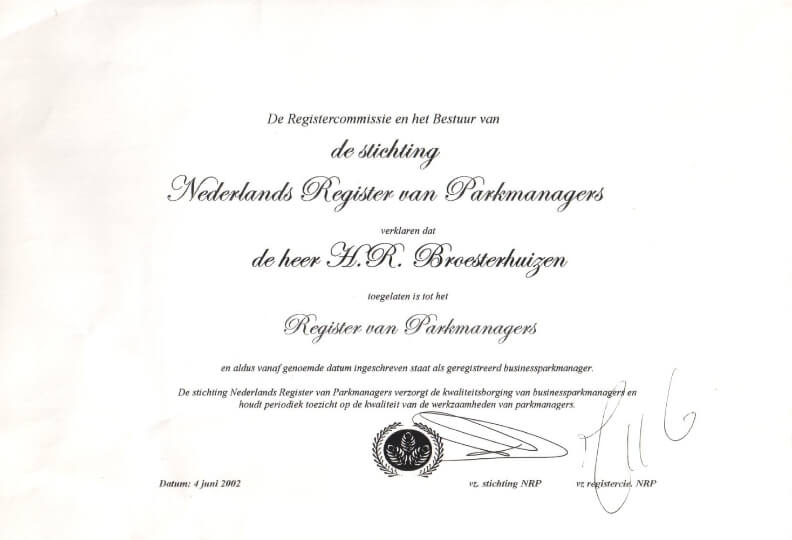 De Registercommissie en het Bestuur van
de stichting
Nederlands Register van Parkmanagers
verklaren dat
de heer H.R. Broesterhuizen
toegelaten is tot het
Register van Parkmanagers
en aldus vanaf genoemde datum ingeschreven staat als geregistreerd businessparkmanager.
De stichting Nederlands Register van Parkmanagers verzorgt de kwaliteitsborging van businessparkmanagers en
houdt periodiek toezicht op de kwaliteit van de werkzaamheden van parkmanagers.
Datum: 4 juni 2002 vz. stichting NRP vz registercie. NRP